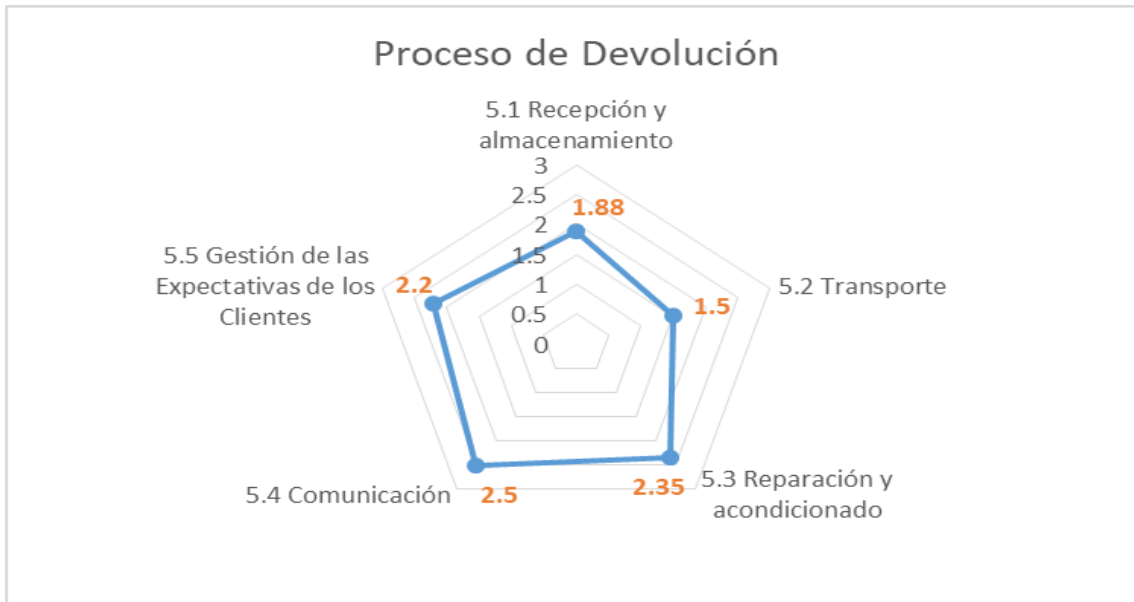 Proceso de Devolución
5.1 Recepción y
almacenamiento
3
2.5
2
1.5
1
0.5
0
1.88
5.2 Transporte
1.5
5.3 Reparación y
acondicionado
2.35
5.4 Comunicación
2.5
5.5 Gestión de las
Expectativas de los
Clientes
2.2